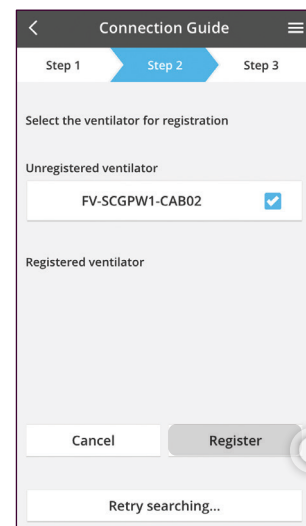 Connection Guide
Step 1 Step 2 Step 3
Select the ventilator for registration
Unregistered ventilator
FV-SCGPW1-CAB02
Registered ventilator
Cancel Register
Retry searching...